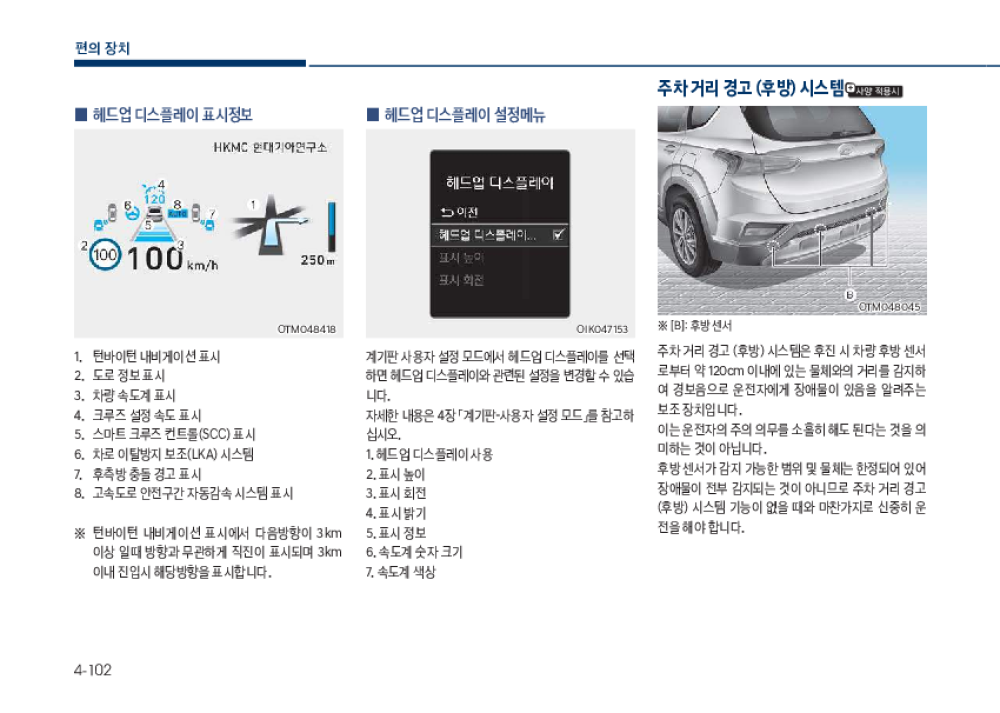 편의 장치
■ 헤드업 디스플레이 표시정보
HKMC 현대기아연구소
4
120
6
8
AUTO
7
5
1
2
100
100 km/h
3
250 m
OTM048418
1. 턴바이턴 내비게이션 표시
2. 도로 정보 표시
3. 차량 속도계 표시
4. 크루즈 설정 속도 표시
5. 스마트 크루즈 컨트롤(SCC) 표시
6. 차로 이탈방지 보조(LKA) 시스템
7. 후측방 충돌 경고 표시
8. 고속도로 안전구간 자동감속 시스템 표시
※ 턴바이턴 내비게이션 표시에서 다음방향이 3km
이상 일때 방향과 무관하게 직진이 표시되며 3km
이내 진입시 해당방향을 표시합니다.
■ 헤드업 디스플레이 설정메뉴
헤드업 디스플레이
이전
헤드업 디스플레이...
표시 높이
표시 회전
OIK047153
계기판 사용자 설정 모드에서 헤드업 디스플레이를 선택
하면 헤드업 디스플레이와 관련된 설정을 변경할 수 있습
니다.
자세한 내용은 4장 「계기판-사용자 설정 모드」를 참고하
십시오.
1. 헤드업 디스플레이 사용
2. 표시 높이
3. 표시 회전
4. 표시 밝기
5. 표시 정보
6. 속도계 숫자 크기
7. 속도계 색상
주차 거리 경고 (후방) 시스템 사양 적용시
B
OTM048045
※ [B]: 후방 센서
주차 거리 경고 (후방) 시스템은 후진 시 차량 후방 센서
로부터 약 120cm 이내에 있는 물체와의 거리를 감지하
여 경보음으로 운전자에게 장애물이 있음을 알려주는
보조 장치입니다.
이는 운전자의 주의 의무를 소홀히 해도 된다는 것을 의
미하는 것이 아닙니다.
후방 센서가 감지 가능한 범위 및 물체는 한정되어 있어
장애물이 전부 감지되는 것이 아니므로 주차 거리 경고
(후방) 시스템 기능이 없을 때와 마찬가지로 신중히 운
전을 해야 합니다.
4-102